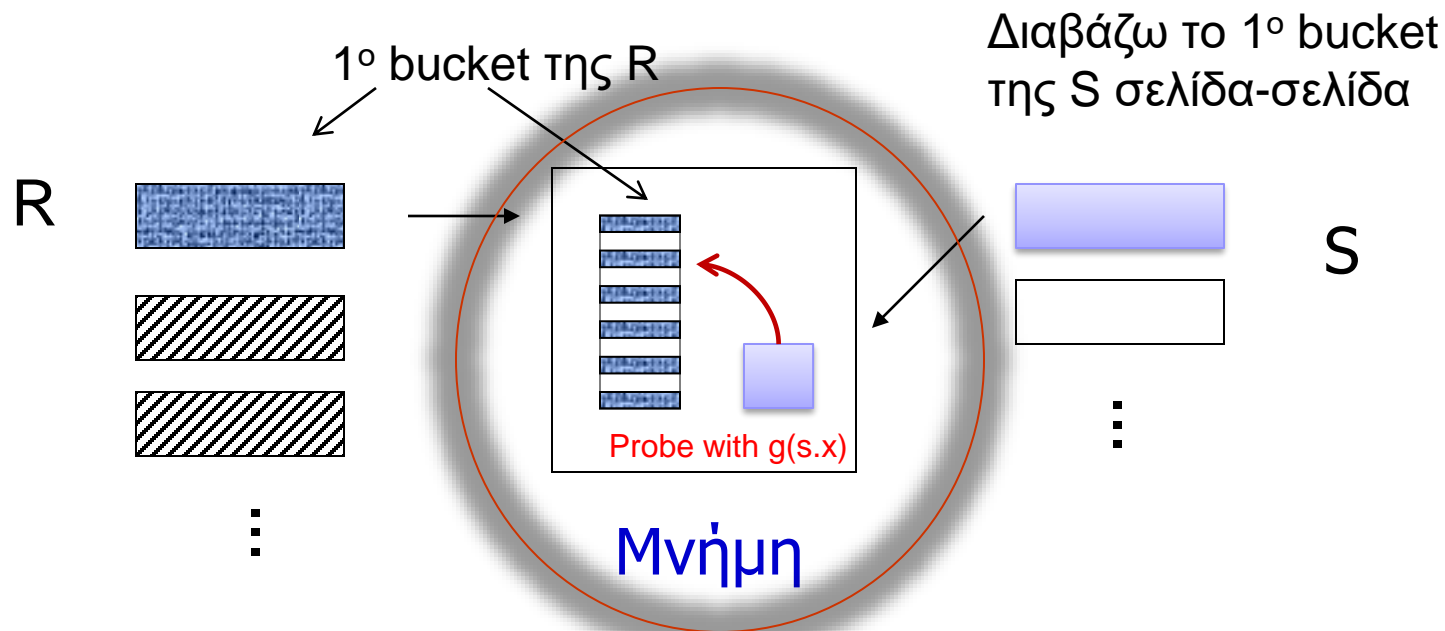 Διαβάζω το 1ο bucket
της S σελίδα-σελίδα
1ο bucket της R
R
S
Probe with g(s.x)
Μνήμη